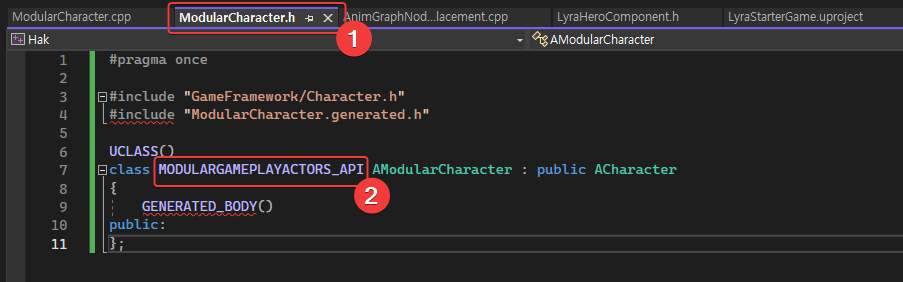 ModularCharacter.cpp ModularCharacter.h AnimGraphNod...lacement.cpp LyraHeroComponent.h LyraStarterGame.uproject
1
Hak AModularCharacter
1 #pragma once
2
3 #include "GameFramework/Character.h"
4 #include "ModularCharacter.generated.h"
5
6 UCLASS()
7 class MODULARGAMEPLAYACTORS_API AModularCharacter : public ACharacter
2
8 {
9 GENERATED_BODY()
10 public:
11 };